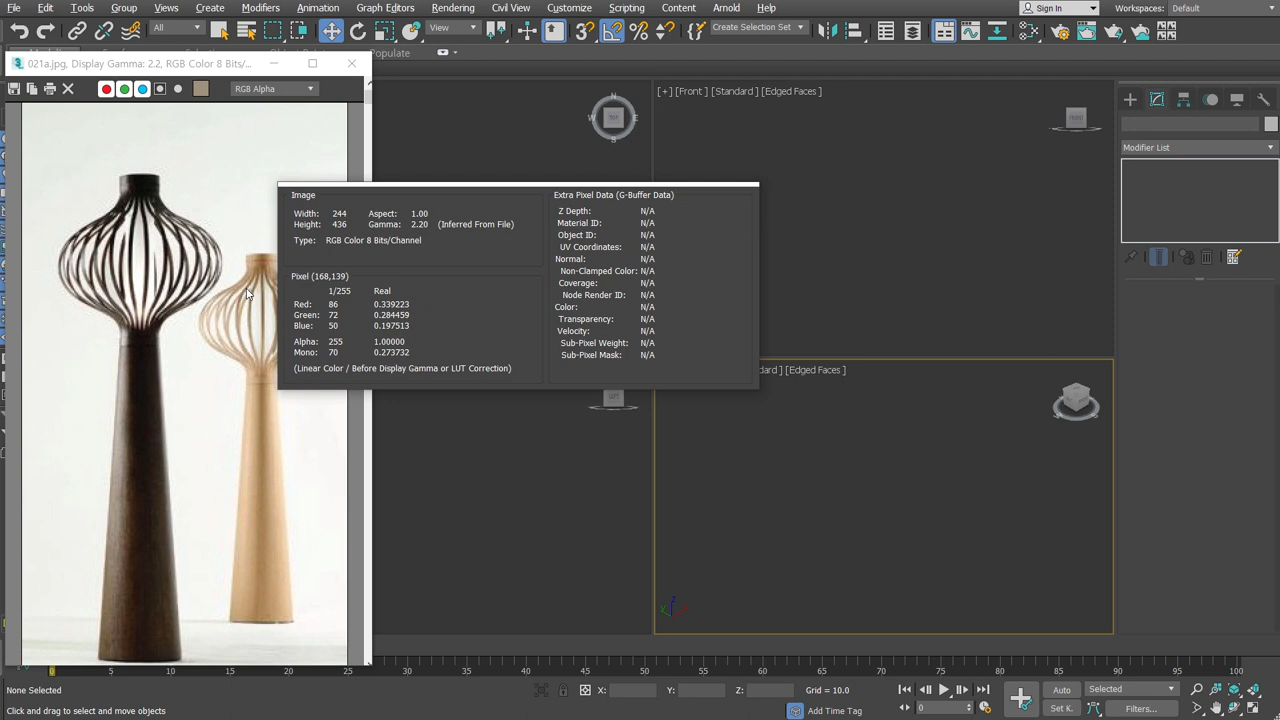 File Edit Tools Group Views Create Modifiers Animation Graph Editors Rendering Civil View Customize Scripting Content Arnold Help Sign In Workspaces: Default
All View Create Selection Set
Populate
021a.jpg, Display Gamma: 2.2, RGB Color 8 Bits/...
RGB Alpha
[+] [Front] [Standard] [Edged Faces]
N
W E
S
TOP
FRONT
Modifier List
Image
Width: 244 Aspect: 1.00
Height: 436 Gamma: 2.20 (Inferred From File)
Type: RGB Color 8 Bits/Channel
Pixel (168,139)
1/255 Real
Red: 86 0.339223
Green: 72 0.284459
Blue: 50 0.197513
Alpha: 255 1.00000
Mono: 70 0.273732
(Linear Color / Before Display Gamma or LUT Correction)
Extra Pixel Data (G-Buffer Data)
Z Depth: N/A
Material ID: N/A
Object ID: N/A
UV Coordinates: N/A
Normal: N/A
Non-Clamped Color: N/A
Coverage: N/A
Node Render ID: N/A
Color: N/A
Transparency: N/A
Velocity: N/A
Sub-Pixel Weight: N/A
Sub-Pixel Mask: N/A
dard] [Edged Faces]
LEFT
z
0 5 10 15 20 25 30 35 40 45 50 55 60 65 70 75 80 85 90 95 100
None Selected X: Y: Z: Grid = 10.0 Auto Selected
Click and drag to select and move objects Add Time Tag 0 Set K. Filters...